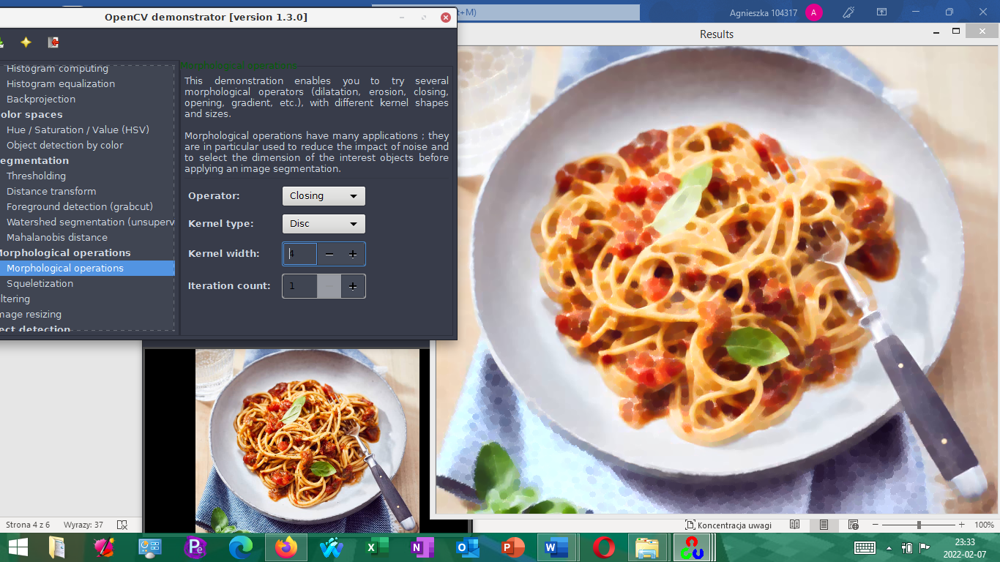 OpenCV demonstrator [version 1.3.0]
t+M)
Agnieszka 104317
A
Results
Histogram computing
Histogram equalization
Backprojection
olor spaces
Hue / Saturation / Value (HSV)
Object detection by color
egmentation
Thresholding
Distance transform
Foreground detection (grabcut)
Watershed segmentation (unsuperv
Mahalanobis distance
Morphological operations
Morphological operations
Squeletization
ltering
mage resizing
ect detection
Morphological operations
This demonstration enables you to try several
morphological operators (dilatation, erosion, closing,
opening, gradient, etc.), with different kernel shapes
and sizes.
Morphological operations have many applications ; they
are in particular used to reduce the impact of noise and
to select the dimension of the interest objects before
applying an image segmentation.
Operator: Closing
Kernel type: Disc
Kernel width: 4
Iteration count: 1
Strona 4 z 6 Wyrazy: 37
Koncentracja uwagi
100%
23:33
2022-02-07